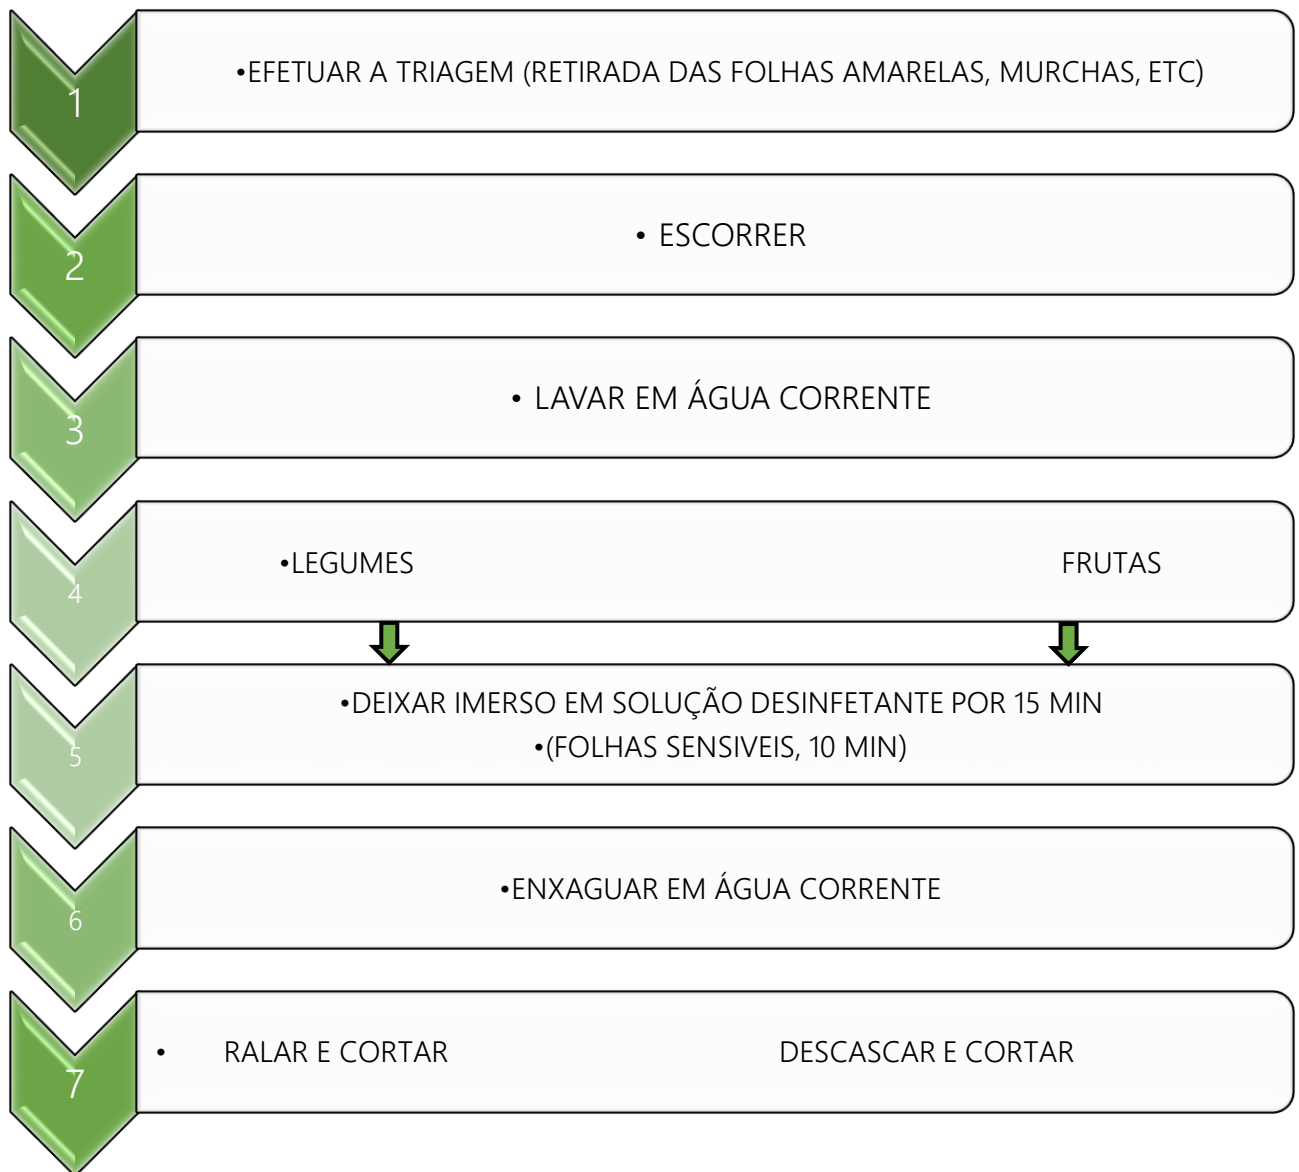 1
•EFETUAR A TRIAGEM (RETIRADA DAS FOLHAS AMARELAS, MURCHAS, ETC)
2
• ESCORRER
3
• LAVAR EM ÁGUA CORRENTE
4
•LEGUMES FRUTAS
5
•DEIXAR IMERSO EM SOLUÇÃO DESINFETANTE POR 15 MIN
•(FOLHAS SENSIVEIS, 10 MIN)
6
•ENXAGUAR EM ÁGUA CORRENTE
7
• RALAR E CORTAR DESCASCAR E CORTAR